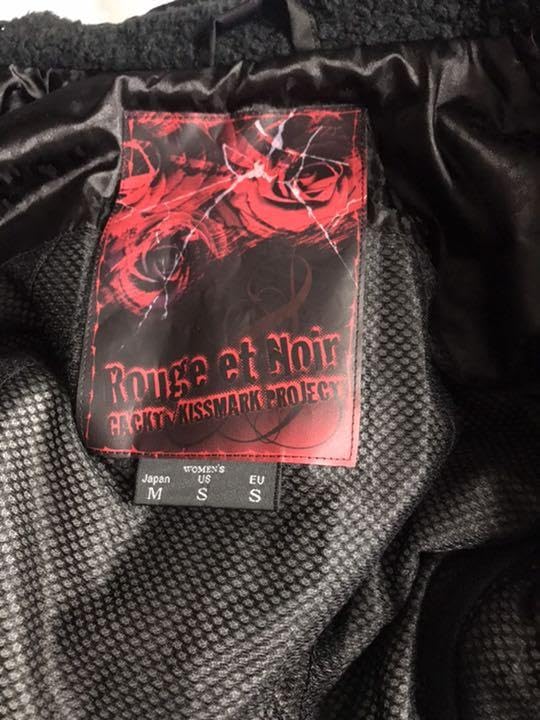 Rouge et Noir
GACKT × KISSMARK PROJECT
WOMEN'S
Japan US EU
M S S